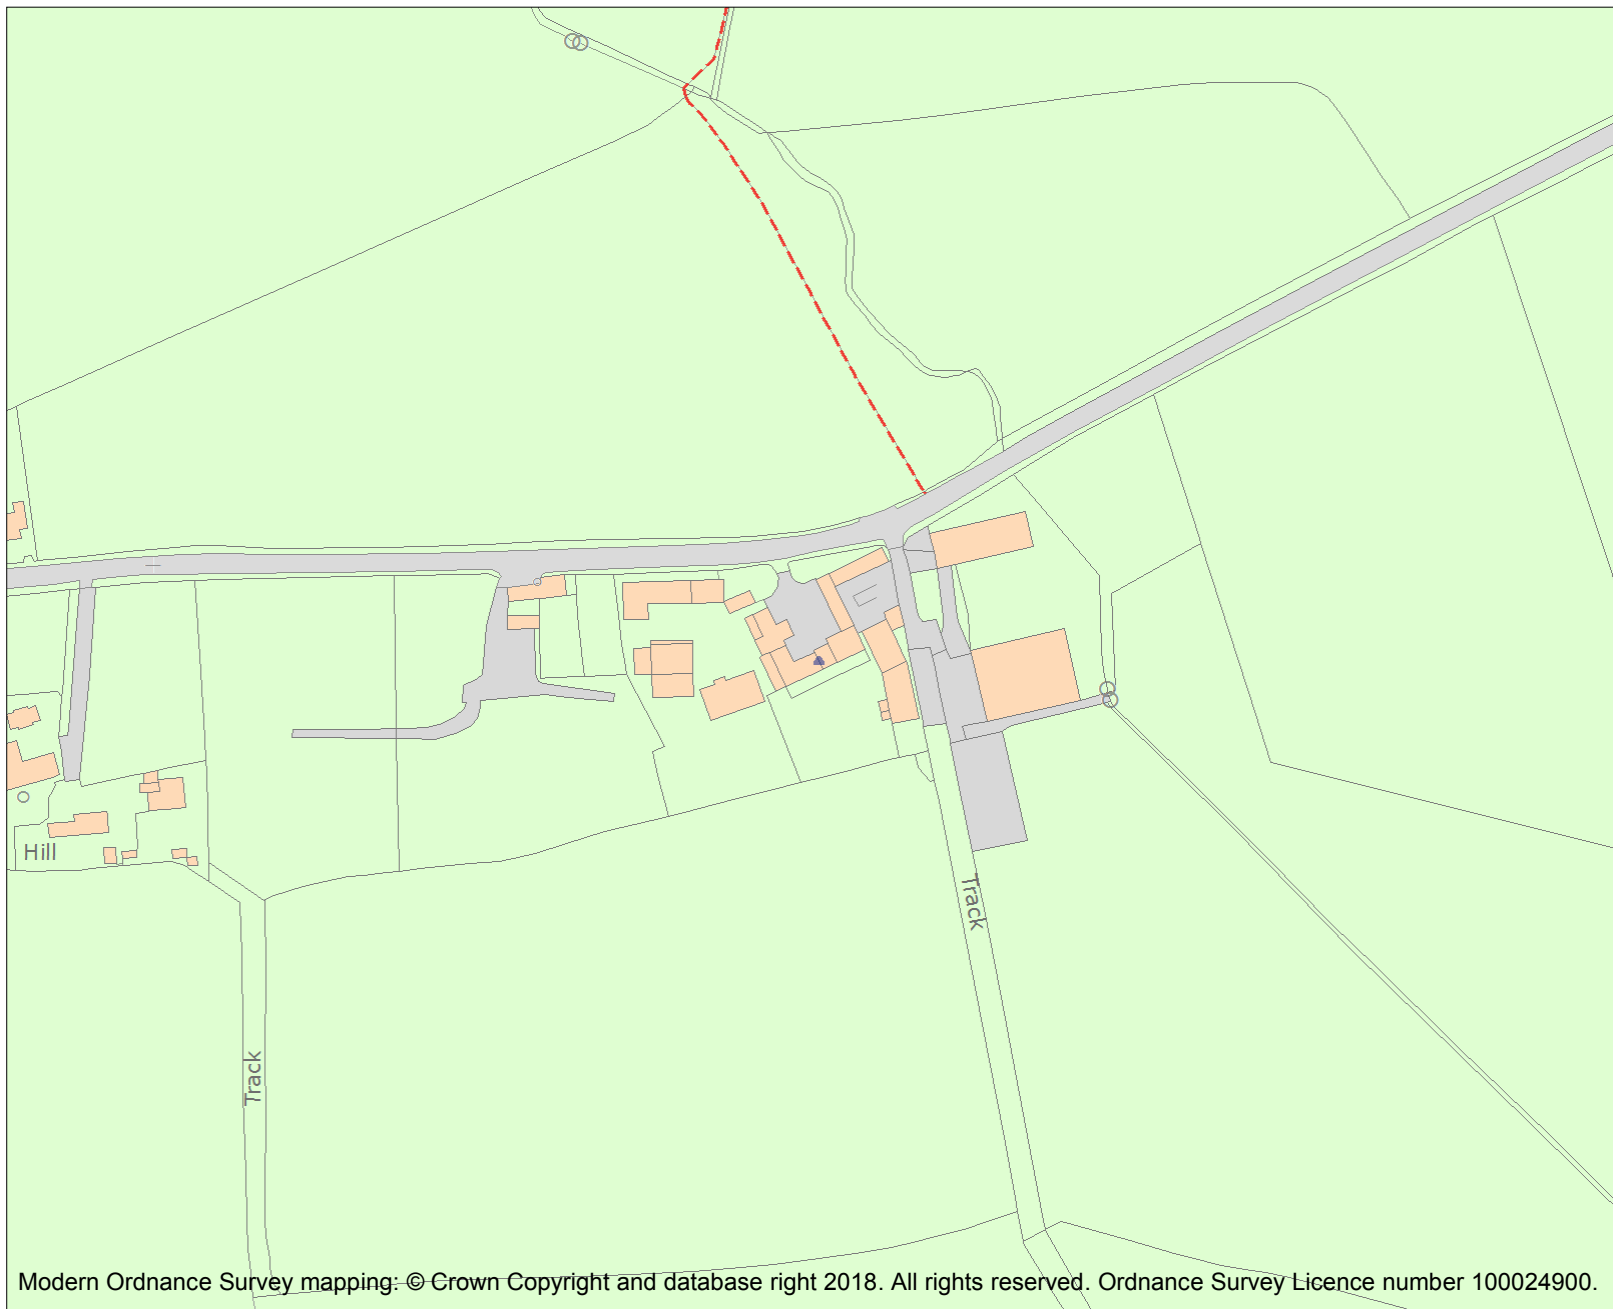 Hill
Track
Track
Modern Ordnance Survey mapping: © Crown Copyright and database right 2018. All rights reserved. Ordnance Survey Licence number 100024900.